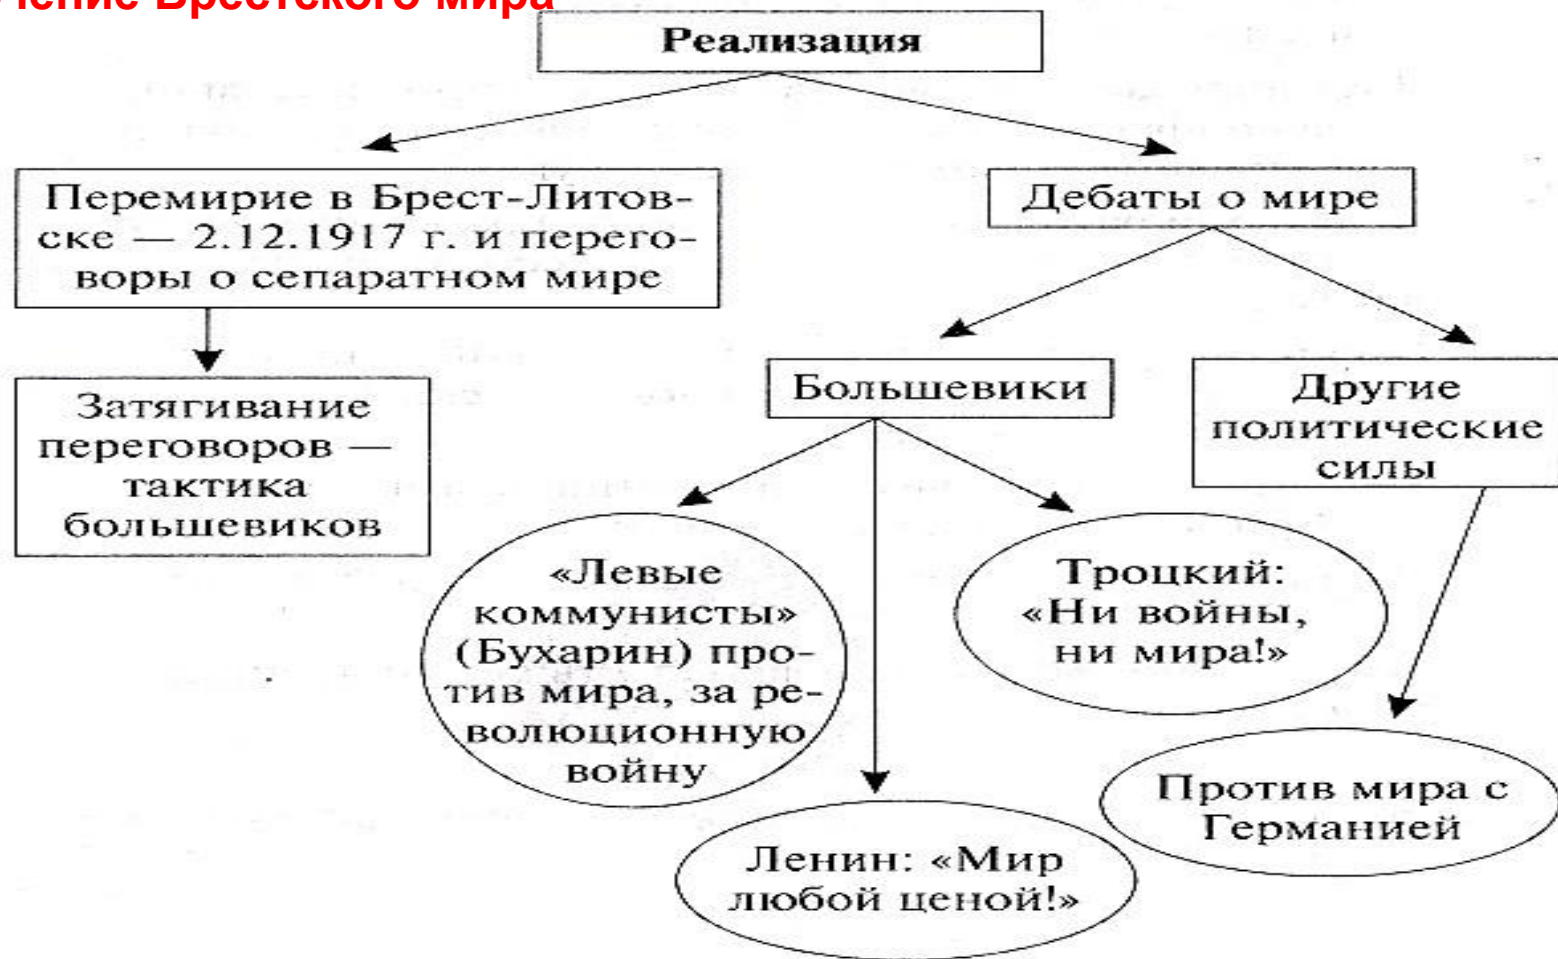 Брестского мира
Реализация
Перемирие в Брест-Литов-
ске — 2.12.1917 г. и перего-
воры о сепаратном мире
Дебаты о мире
Затягивание
переговоров —
тактика
большевиков
Большевики
Другие
политические
силы
«Левые
коммунисты»
(Бухарин) про-
тив мира, за ре-
волюционную
войну
Троцкий:
«Ни войны,
ни мира!»
Ленин: «Мир
любой ценой!»
Против мира с
Германией